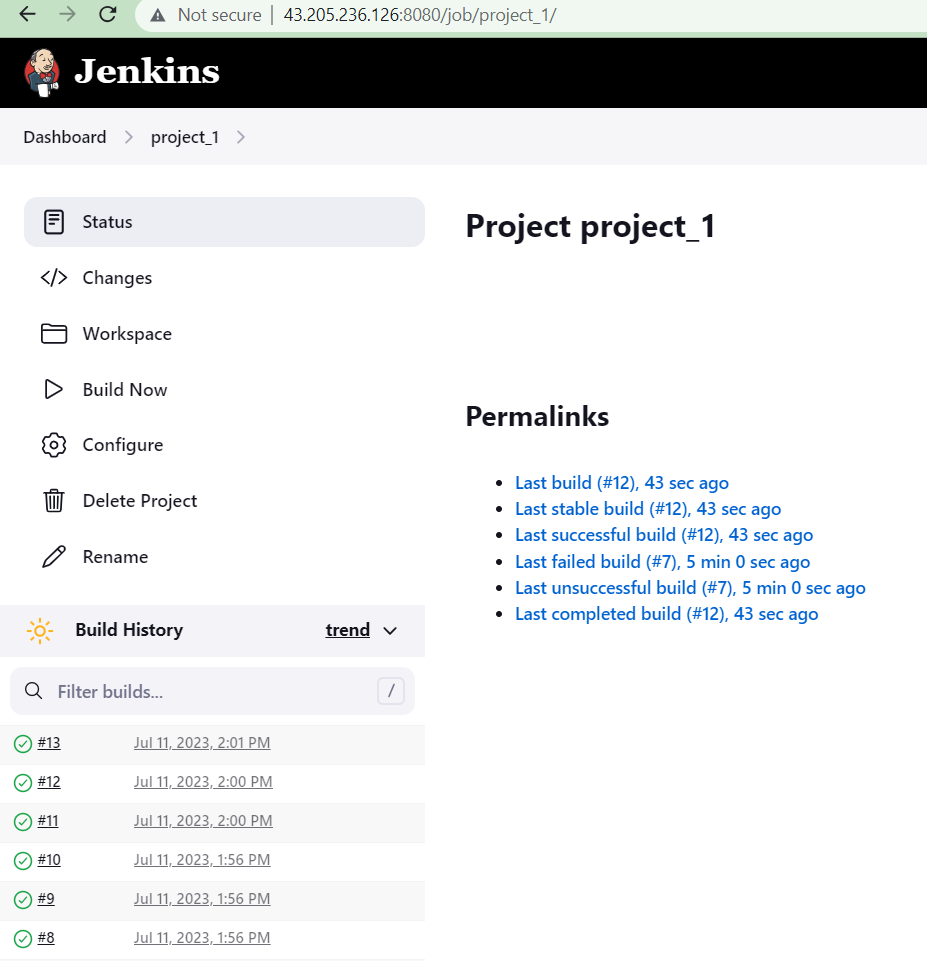 Not secure | 43.205.236.126:8080/job/project_1/
Jenkins
Dashboard > project_1 >
Status
Changes
Workspace
Build Now
Configure
Delete Project
Rename
Build History trend
Filter builds... /
#13 Jul 11, 2023, 2:01 PM
#12 Jul 11, 2023, 2:00 PM
#11 Jul 11, 2023, 2:00 PM
#10 Jul 11, 2023, 1:56 PM
#9 Jul 11, 2023, 1:56 PM
#8 Jul 11, 2023, 1:56 PM
Project project_1
Permalinks
Last build (#12), 43 sec ago
Last stable build (#12), 43 sec ago
Last successful build (#12), 43 sec ago
Last failed build (#7), 5 min 0 sec ago
Last unsuccessful build (#7), 5 min 0 sec ago
Last completed build (#12), 43 sec ago